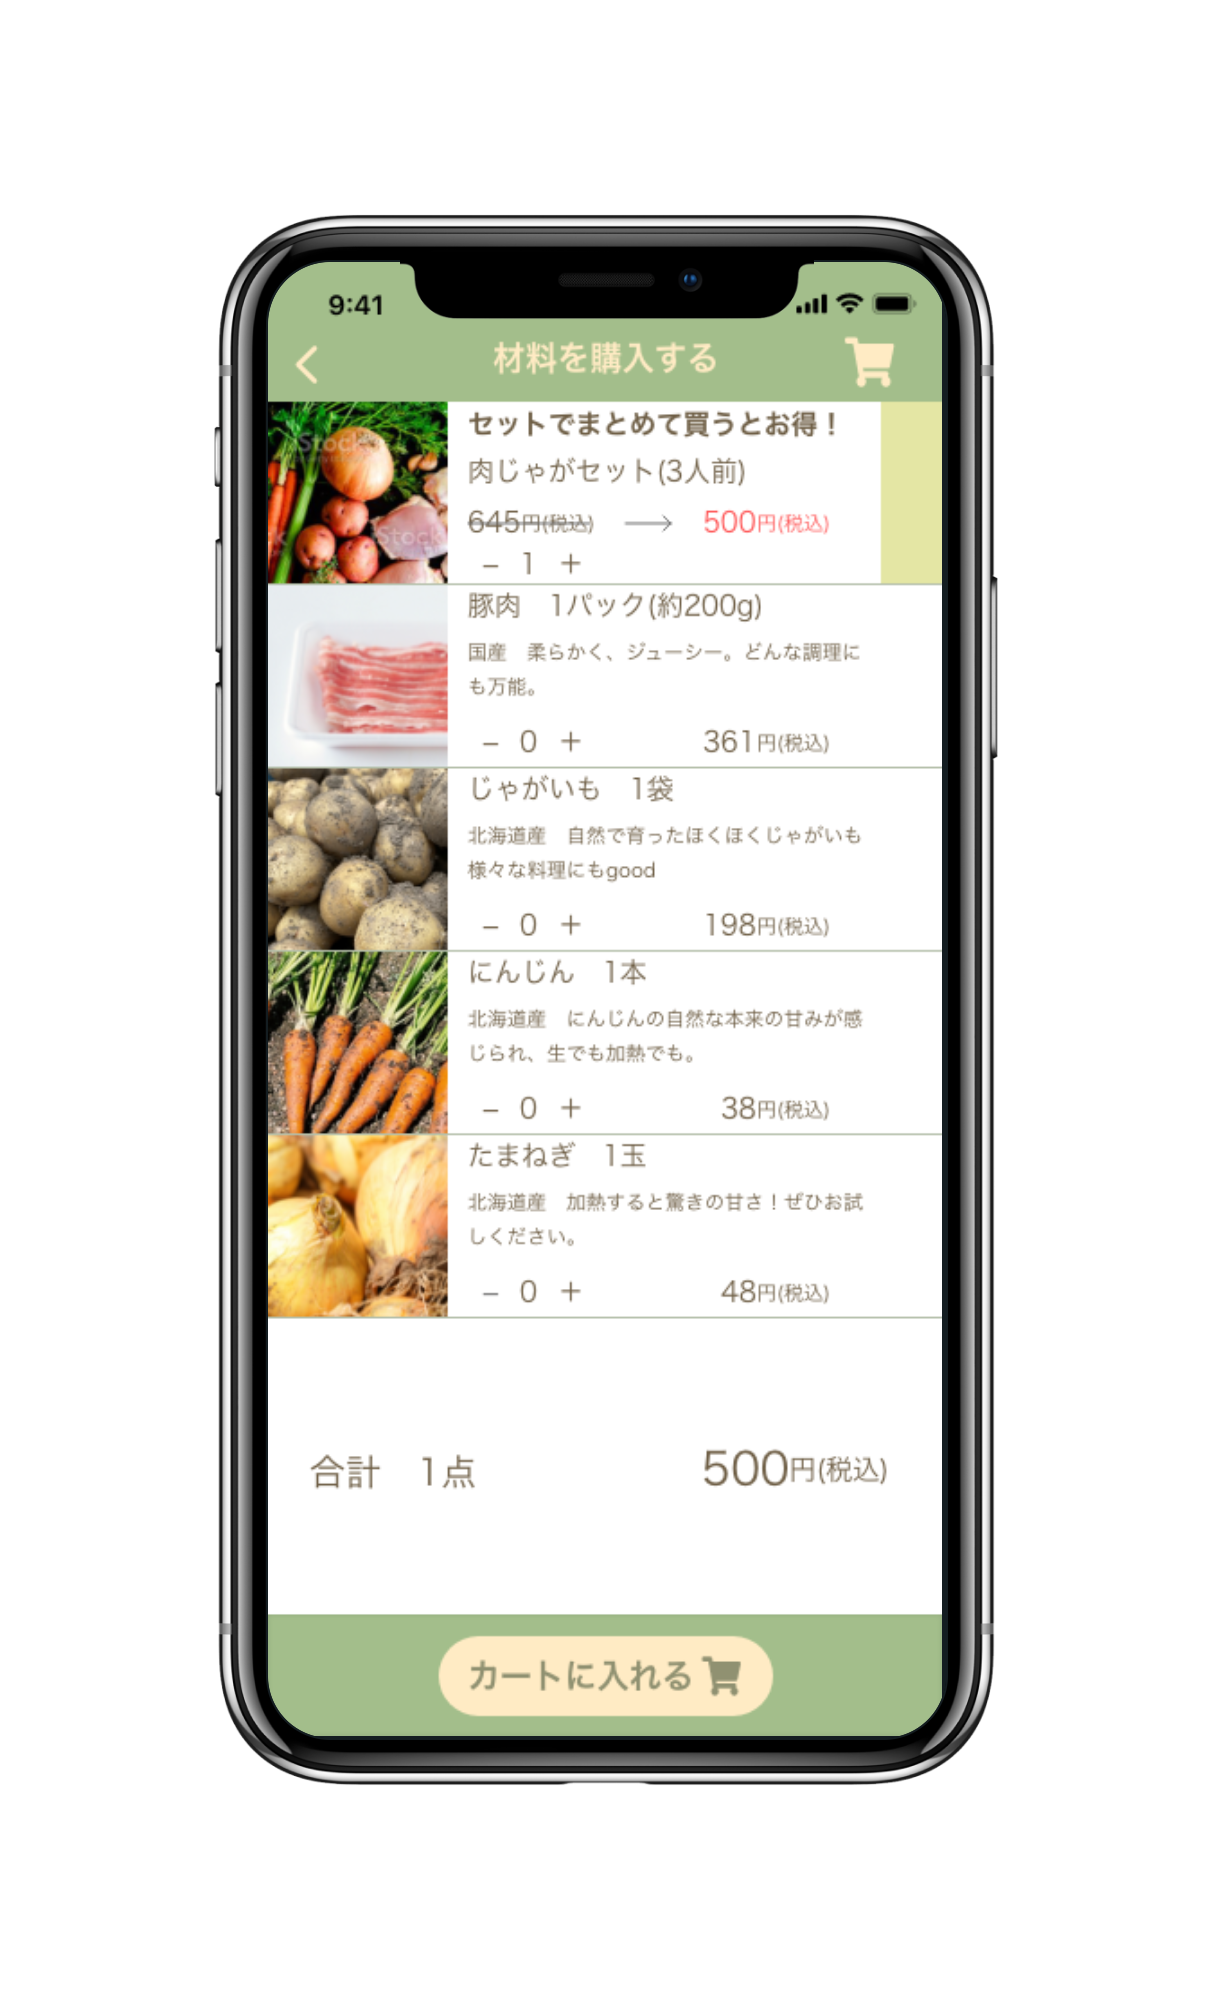 9:41
材料を購入する
セットでまとめて買うとお得！
肉じゃがセット(3人前)
645円(税込) → 500円(税込)
– 1 +
豚肉　1パック(約200g)
国産　柔らかく、ジューシー。どんな調理に
も万能。
– 0 + 361円(税込)
じゃがいも　1袋
北海道産　自然で育ったほくほくじゃがいも
様々な料理にもgood
– 0 + 198円(税込)
にんじん　1本
北海道産　にんじんの自然な本来の甘みが感
じられ、生でも加熱でも。
– 0 + 38円(税込)
たまねぎ　1玉
北海道産　加熱すると驚きの甘さ！ぜひお試
しください。
– 0 + 48円(税込)
合計　1点 500円(税込)
カートに入れる